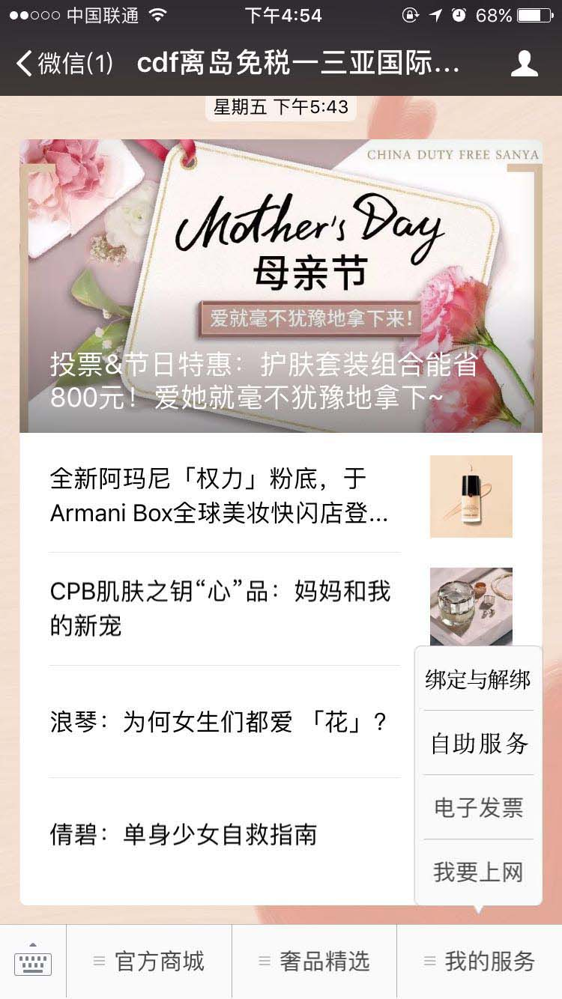 中国联通
下午4:54
68%
微信(1)
cdf离岛免税一三亚国际...
星期五 下午5:43
CHINA DUTY FREE SANYA
Mother's Day
母亲节
爱就毫不犹豫地拿下来！
投票&节日特惠：护肤套装组合能省
800元！爱她就毫不犹豫地拿下~
全新阿玛尼「权力」粉底，于
Armani Box全球美妆快闪店登...
CPB肌肤之钥“心”品：妈妈和我
的新宠
浪琴：为何女生们都爱 「花」？
倩碧：单身少女自救指南
绑定与解绑
自助服务
电子发票
我要上网
官方商城
奢品精选
我的服务